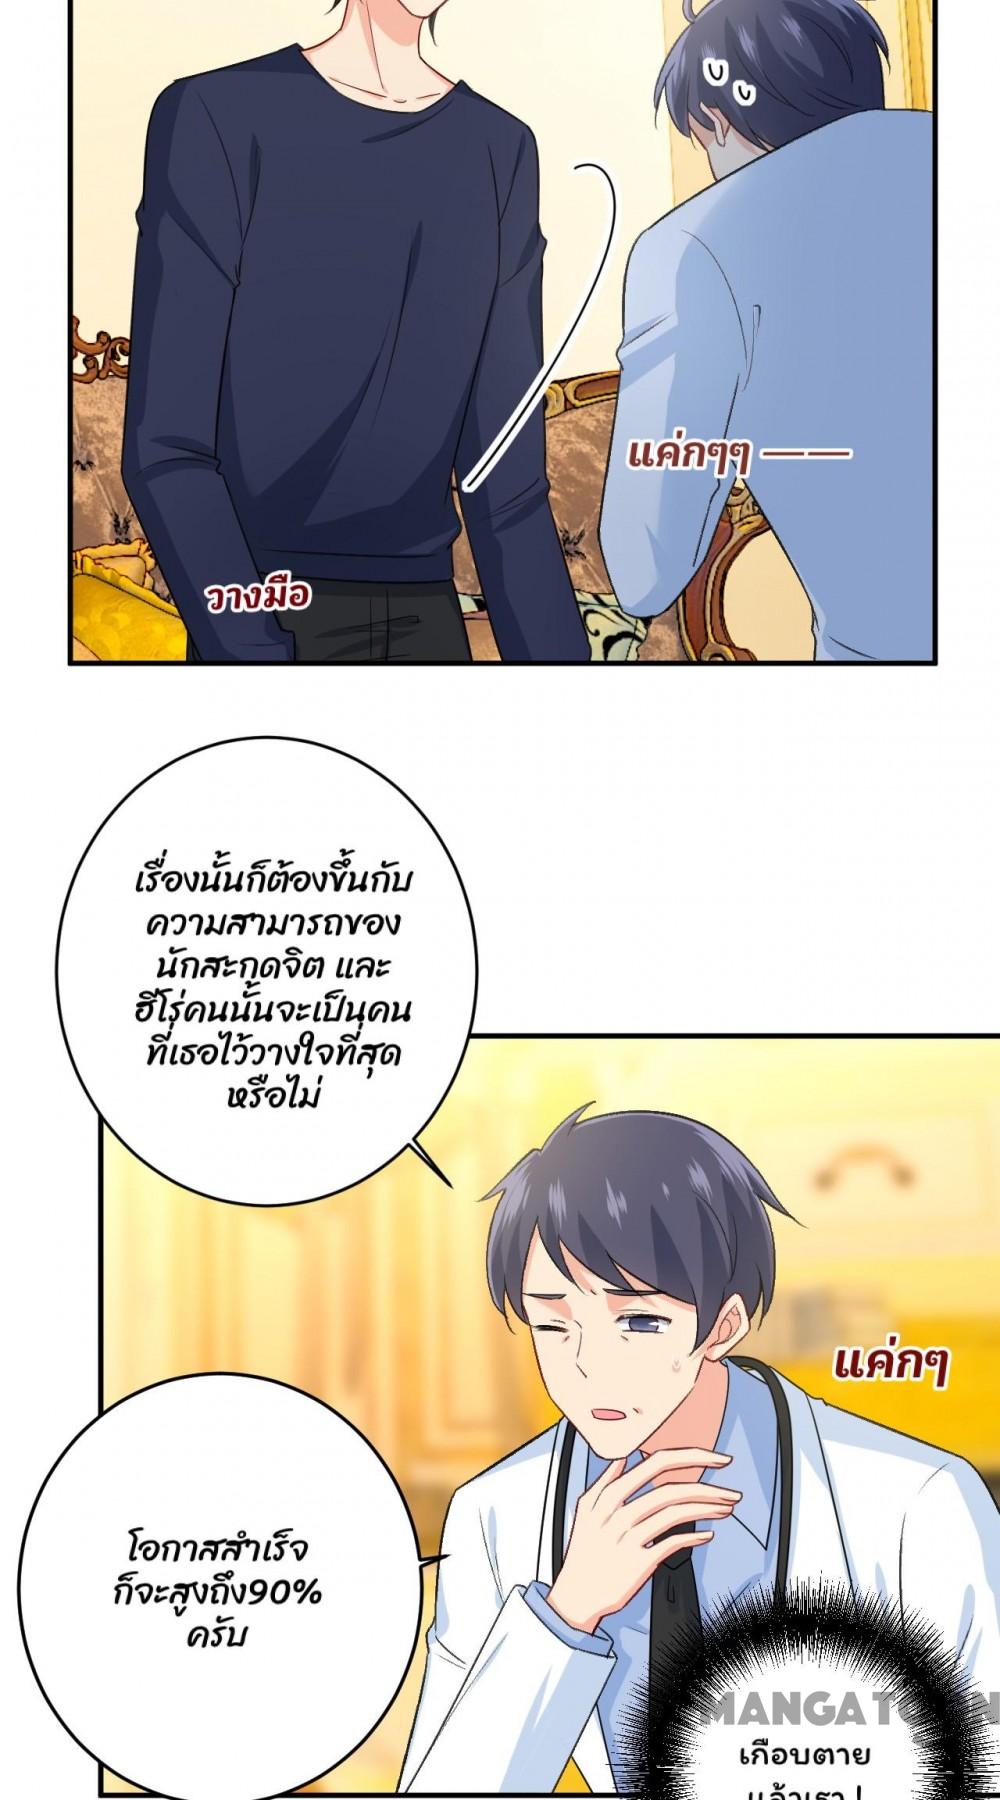 แค่กๆๆ ——
วางมือ
เรื่องนั้นก็ต้องขึ้นกับ
ความสามารถของ
นักสะกดจิต และ
ฮีโร่คนนั้นจะเป็นคน
ที่เธอไว้วางใจที่สุด
หรือไม่
แค่กๆ
โอกาสสำเร็จ
ก็จะสูงถึง90%
ครับ
MANGATOON
เกือบตาย
แล้วเรา!